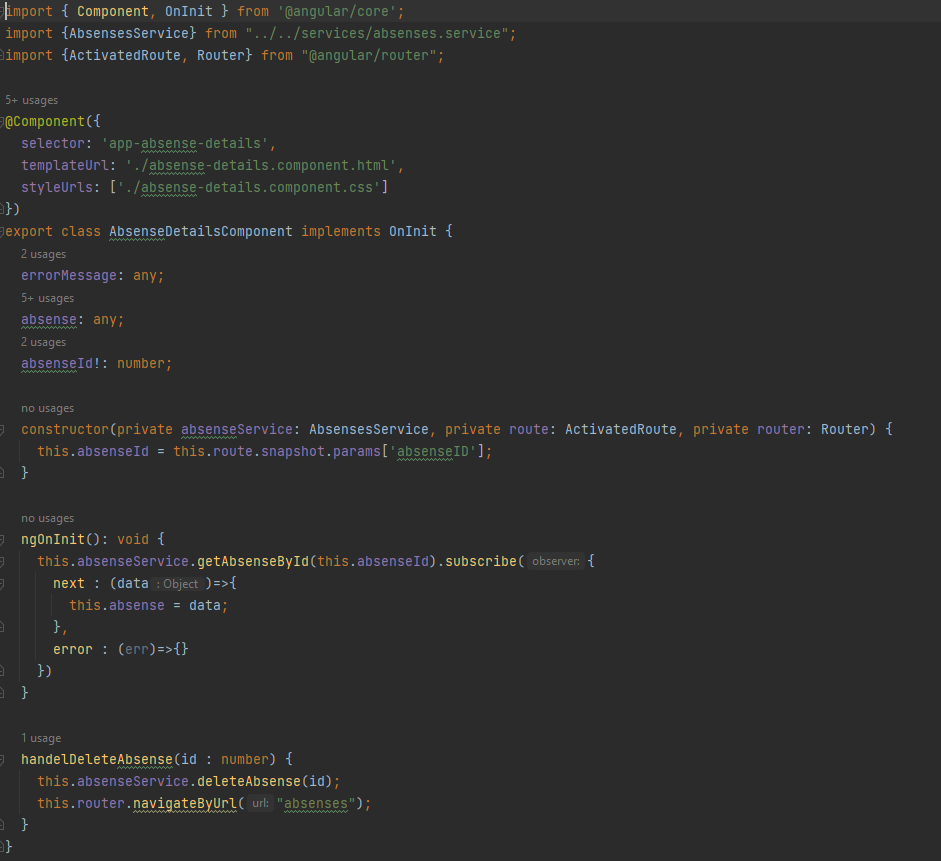 import { Component, OnInit } from '@angular/core';
import {AbsensesService} from "../../services/absenses.service";
import {ActivatedRoute, Router} from "@angular/router";
5+ usages
@Component({
selector: 'app-absense-details',
templateUrl: './absense-details.component.html',
styleUrls: ['./absense-details.component.css']
})
export class AbsenseDetailsComponent implements OnInit {
2 usages
errorMessage: any;
5+ usages
absense: any;
2 usages
absenseId!: number;
no usages
constructor(private absenseService: AbsensesService, private route: ActivatedRoute, private router: Router) {
this.absenseId = this.route.snapshot.params['absenseID'];
}
no usages
ngOnInit(): void {
this.absenseService.getAbsenseById(this.absenseId).subscribe( observer: {
next : (data : Object )=>{
this.absense = data;
},
error : (err)=>{}
})
}
1 usage
handelDeleteAbsense(id : number) {
this.absenseService.deleteAbsense(id);
this.router.navigateByUrl( url: "absenses");
}
}